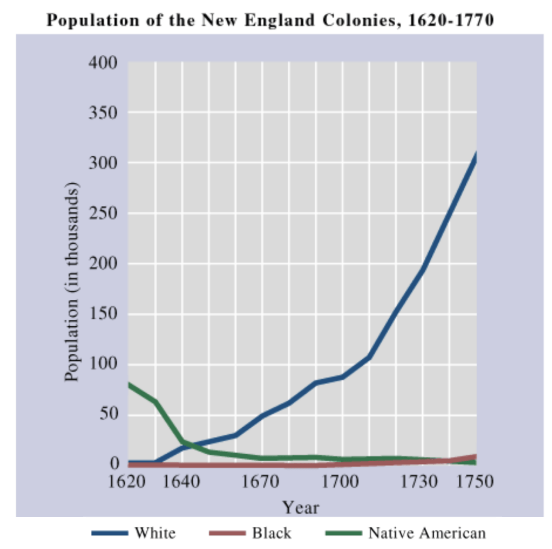 Population of the New England Colonies, 1620-1770
400
350
300
250
200
150
100
50
0
Population (in thousands)
1620 1640 1670 1700 1730 1750
Year
White Black Native American